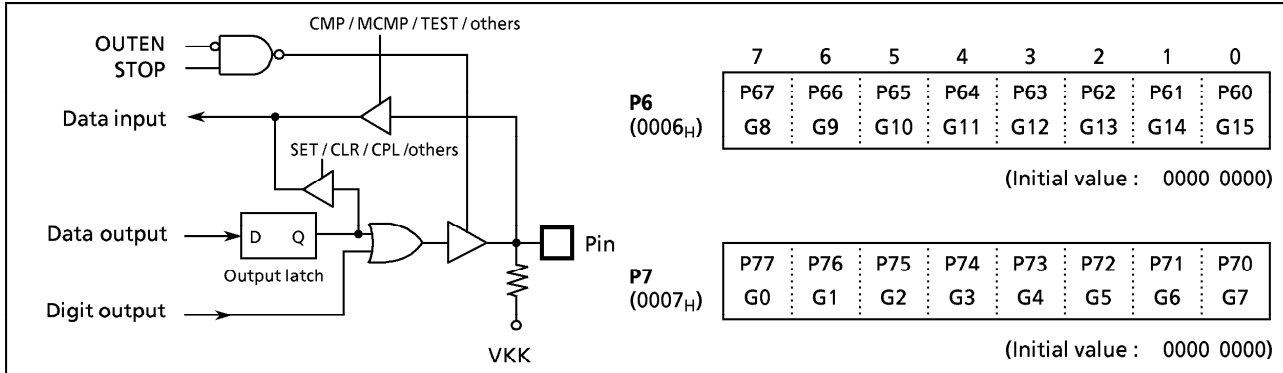 CMP / MCMP / TEST / others
OUTEN
STOP
Data input
SET / CLR / CPL /others
Data output
D Q
Output latch
Digit output
Pin
VKK
7 6 5 4 3 2 1 0
P6
(0006H)
P67 P66 P65 P64 P63 P62 P61 P60
G8 G9 G10 G11 G12 G13 G14 G15
(Initial value : 0000 0000)
P7
(0007H)
P77 P76 P75 P74 P73 P72 P71 P70
G0 G1 G2 G3 G4 G5 G6 G7
(Initial value : 0000 0000)